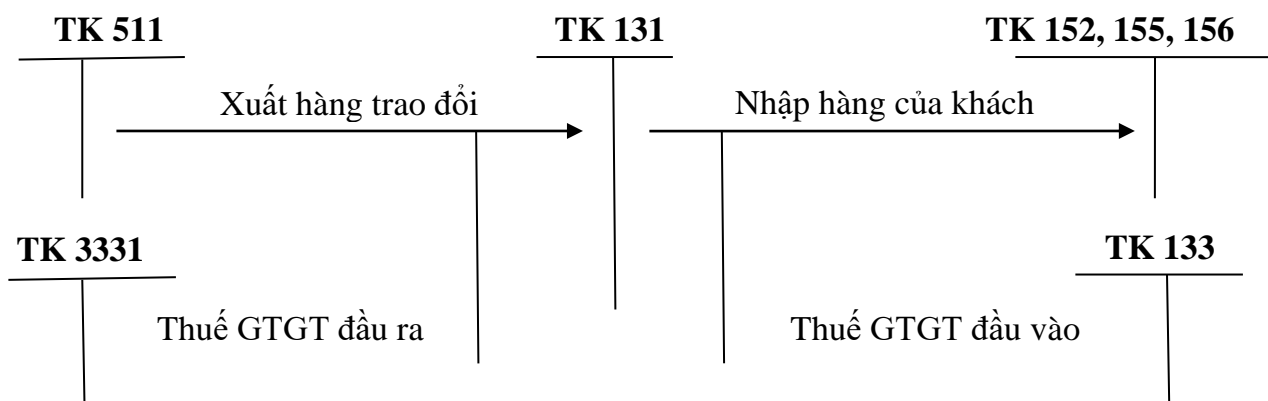 TK 511
TK 131
TK 152, 155, 156
Xuất hàng trao đổi
Nhập hàng của khách
TK 3331
TK 133
Thuế GTGT đầu ra
Thuế GTGT đầu vào